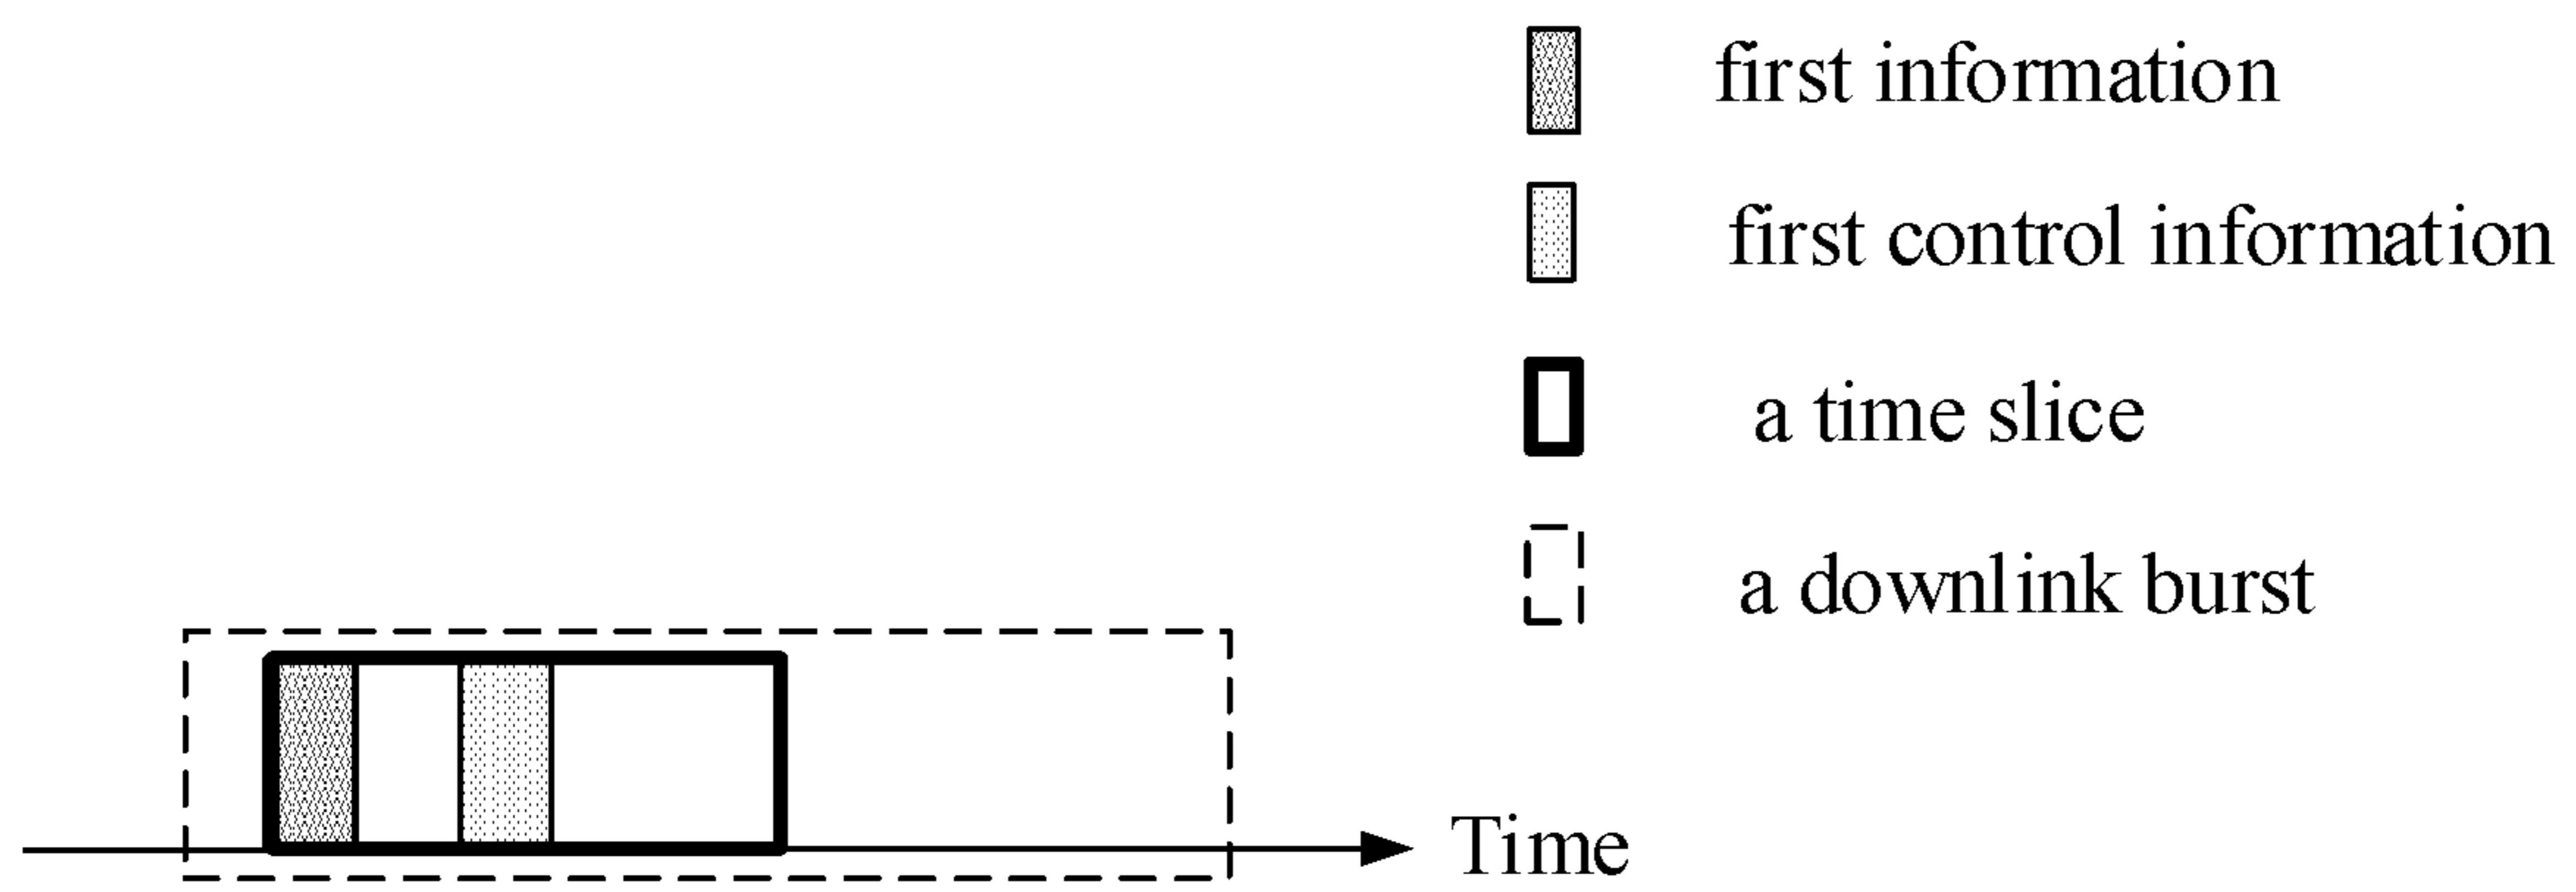 first information
first control information
a time slice
a downlink burst
Time